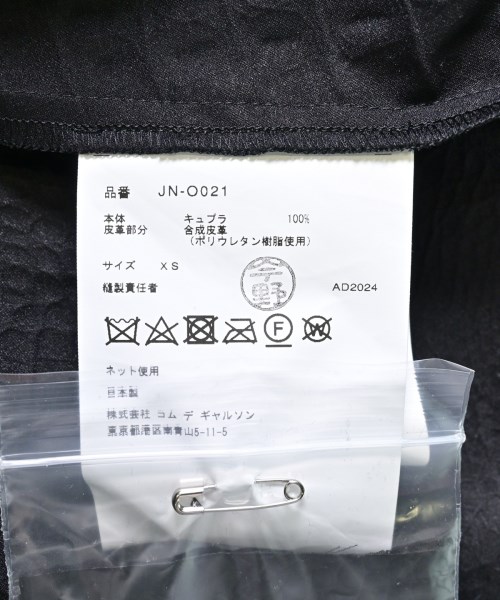 品番 JN-O021
本体 キュプラ 100%
皮革部分 合成皮革
(ポリウレタン樹脂使用)
サイズ XS
縫製責任者 今野 AD2024
F W
ネット使用
日本製
株式会社 コム デ ギャルソン
東京都港区南青山5-11-5